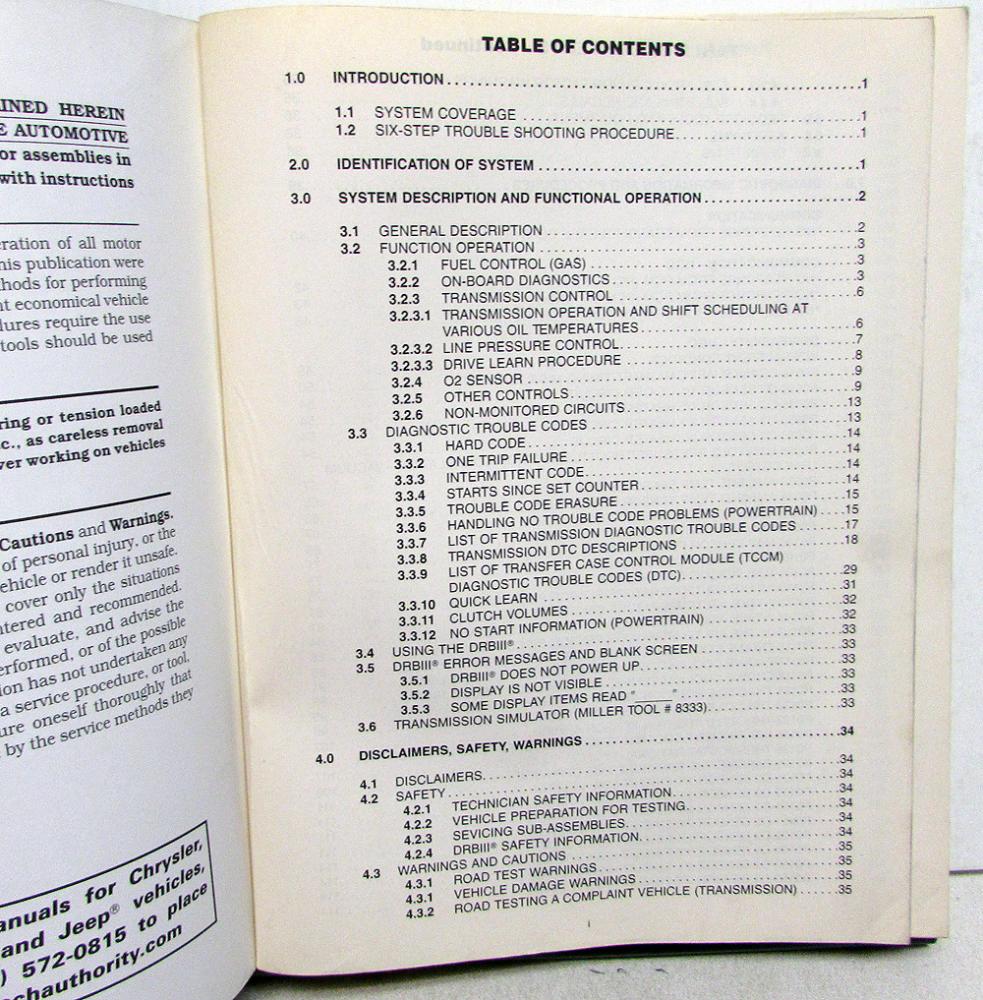 INED HEREIN
E AUTOMOTIVE
or assemblies in
with instructions
eration of all motor
his publication were
hods for performing
nt economical vehicle
dures require the use
tools should be used
ring or tension loaded
c., as careless removal
ver working on vehicles
Cautions and Warnings.
of personal injury, or the
ehicle or render it unsafe.
cover only the situations
ntered and recommended.
evaluate, and advise the
erformed, or of the possible
ion has not undertaken any
a service procedure, or tool,
ure oneself thoroughly that
by the service methods they
anuals for Chrysler,
and Jeep® vehicles,
) 572-0815 to place
chauthority.com
TABLE OF CONTENTS
1.0 INTRODUCTION 1
1.1 SYSTEM COVERAGE 1
1.2 SIX-STEP TROUBLE SHOOTING PROCEDURE 1
2.0 IDENTIFICATION OF SYSTEM 1
3.0 SYSTEM DESCRIPTION AND FUNCTIONAL OPERATION 2
3.1 GENERAL DESCRIPTION 2
3.2 FUNCTION OPERATION 3
3.2.1 FUEL CONTROL (GAS) 3
3.2.2 ON-BOARD DIAGNOSTICS 3
3.2.3 TRANSMISSION CONTROL 6
3.2.3.1 TRANSMISSION OPERATION AND SHIFT SCHEDULING AT
VARIOUS OIL TEMPERATURES 6
3.2.3.2 LINE PRESSURE CONTROL 7
3.2.3.3 DRIVE LEARN PROCEDURE 8
3.2.4 O2 SENSOR 9
3.2.5 OTHER CONTROLS 9
3.2.6 NON-MONITORED CIRCUITS 13
3.3 DIAGNOSTIC TROUBLE CODES 13
3.3.1 HARD CODE 14
3.3.2 ONE TRIP FAILURE 14
3.3.3 INTERMITTENT CODE 14
3.3.4 STARTS SINCE SET COUNTER 14
3.3.5 TROUBLE CODE ERASURE 15
3.3.6 HANDLING NO TROUBLE CODE PROBLEMS (POWERTRAIN) 15
3.3.7 LIST OF TRANSMISSION DIAGNOSTIC TROUBLE CODES 17
3.3.8 TRANSMISSION DTC DESCRIPTIONS 18
3.3.9 LIST OF TRANSFER CASE CONTROL MODULE (TCCM)
DIAGNOSTIC TROUBLE CODES (DTC) 29
3.3.10 QUICK LEARN 31
3.3.11 CLUTCH VOLUMES 32
3.3.12 NO START INFORMATION (POWERTRAIN) 32
3.4 USING THE DRBIII® 33
3.5 DRBIII® ERROR MESSAGES AND BLANK SCREEN 33
3.5.1 DRBIII® DOES NOT POWER UP 33
3.5.2 DISPLAY IS NOT VISIBLE 33
3.5.3 SOME DISPLAY ITEMS READ "_____" 33
3.6 TRANSMISSION SIMULATOR (MILLER TOOL # 8333) 33
4.0 DISCLAIMERS, SAFETY, WARNINGS 34
4.1 DISCLAIMERS 34
4.2 SAFETY 34
4.2.1 TECHNICIAN SAFETY INFORMATION 34
4.2.2 VEHICLE PREPARATION FOR TESTING 34
4.2.3 SEVICING SUB-ASSEMBLIES 34
4.2.4 DRBIII® SAFETY INFORMATION 34
4.3 WARNINGS AND CAUTIONS 35
4.3.1 ROAD TEST WARNINGS 35
4.3.1 VEHICLE DAMAGE WARNINGS 35
4.3.2 ROAD TESTING A COMPLAINT VEHICLE (TRANSMISSION) 35
i